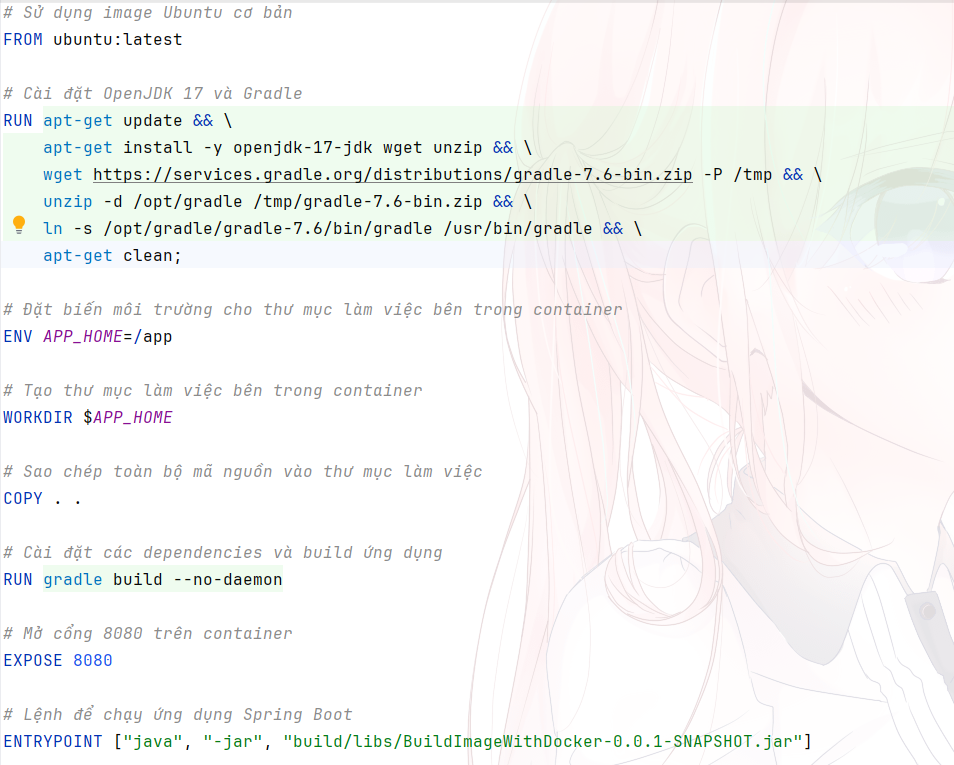 # Sử dụng image Ubuntu cơ bản
FROM ubuntu:latest
# Cài đặt OpenJDK 17 và Gradle
RUN apt-get update && \
apt-get install -y openjdk-17-jdk wget unzip && \
wget https://services.gradle.org/distributions/gradle-7.6-bin.zip -P /tmp && \
unzip -d /opt/gradle /tmp/gradle-7.6-bin.zip && \
ln -s /opt/gradle/gradle-7.6/bin/gradle /usr/bin/gradle && \
apt-get clean;
# Đặt biến môi trường cho thư mục làm việc bên trong container
ENV APP_HOME=/app
# Tạo thư mục làm việc bên trong container
WORKDIR $APP_HOME
# Sao chép toàn bộ mã nguồn vào thư mục làm việc
COPY . .
# Cài đặt các dependencies và build ứng dụng
RUN gradle build --no-daemon
# Mở cổng 8080 trên container
EXPOSE 8080
# Lệnh để chạy ứng dụng Spring Boot
ENTRYPOINT ["java", "-jar", "build/libs/BuildImageWithDocker-0.0.1-SNAPSHOT.jar"]